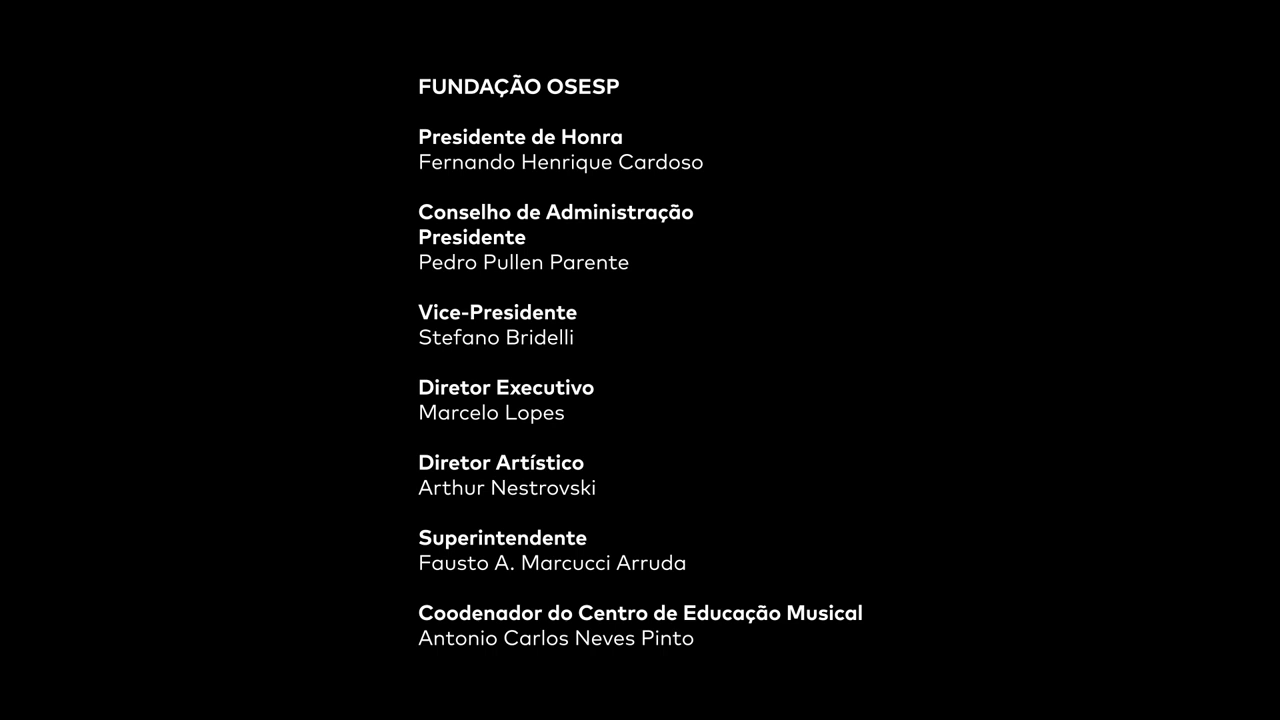 FUNDAÇÃO OSESP
Presidente de Honra
Fernando Henrique Cardoso
Conselho de Administração
Presidente
Pedro Pullen Parente
Vice-Presidente
Stefano Bridelli
Diretor Executivo
Marcelo Lopes
Diretor Artístico
Arthur Nestrovski
Superintendente
Fausto A. Marcucci Arruda
Coodenador do Centro de Educação Musical
Antonio Carlos Neves Pinto